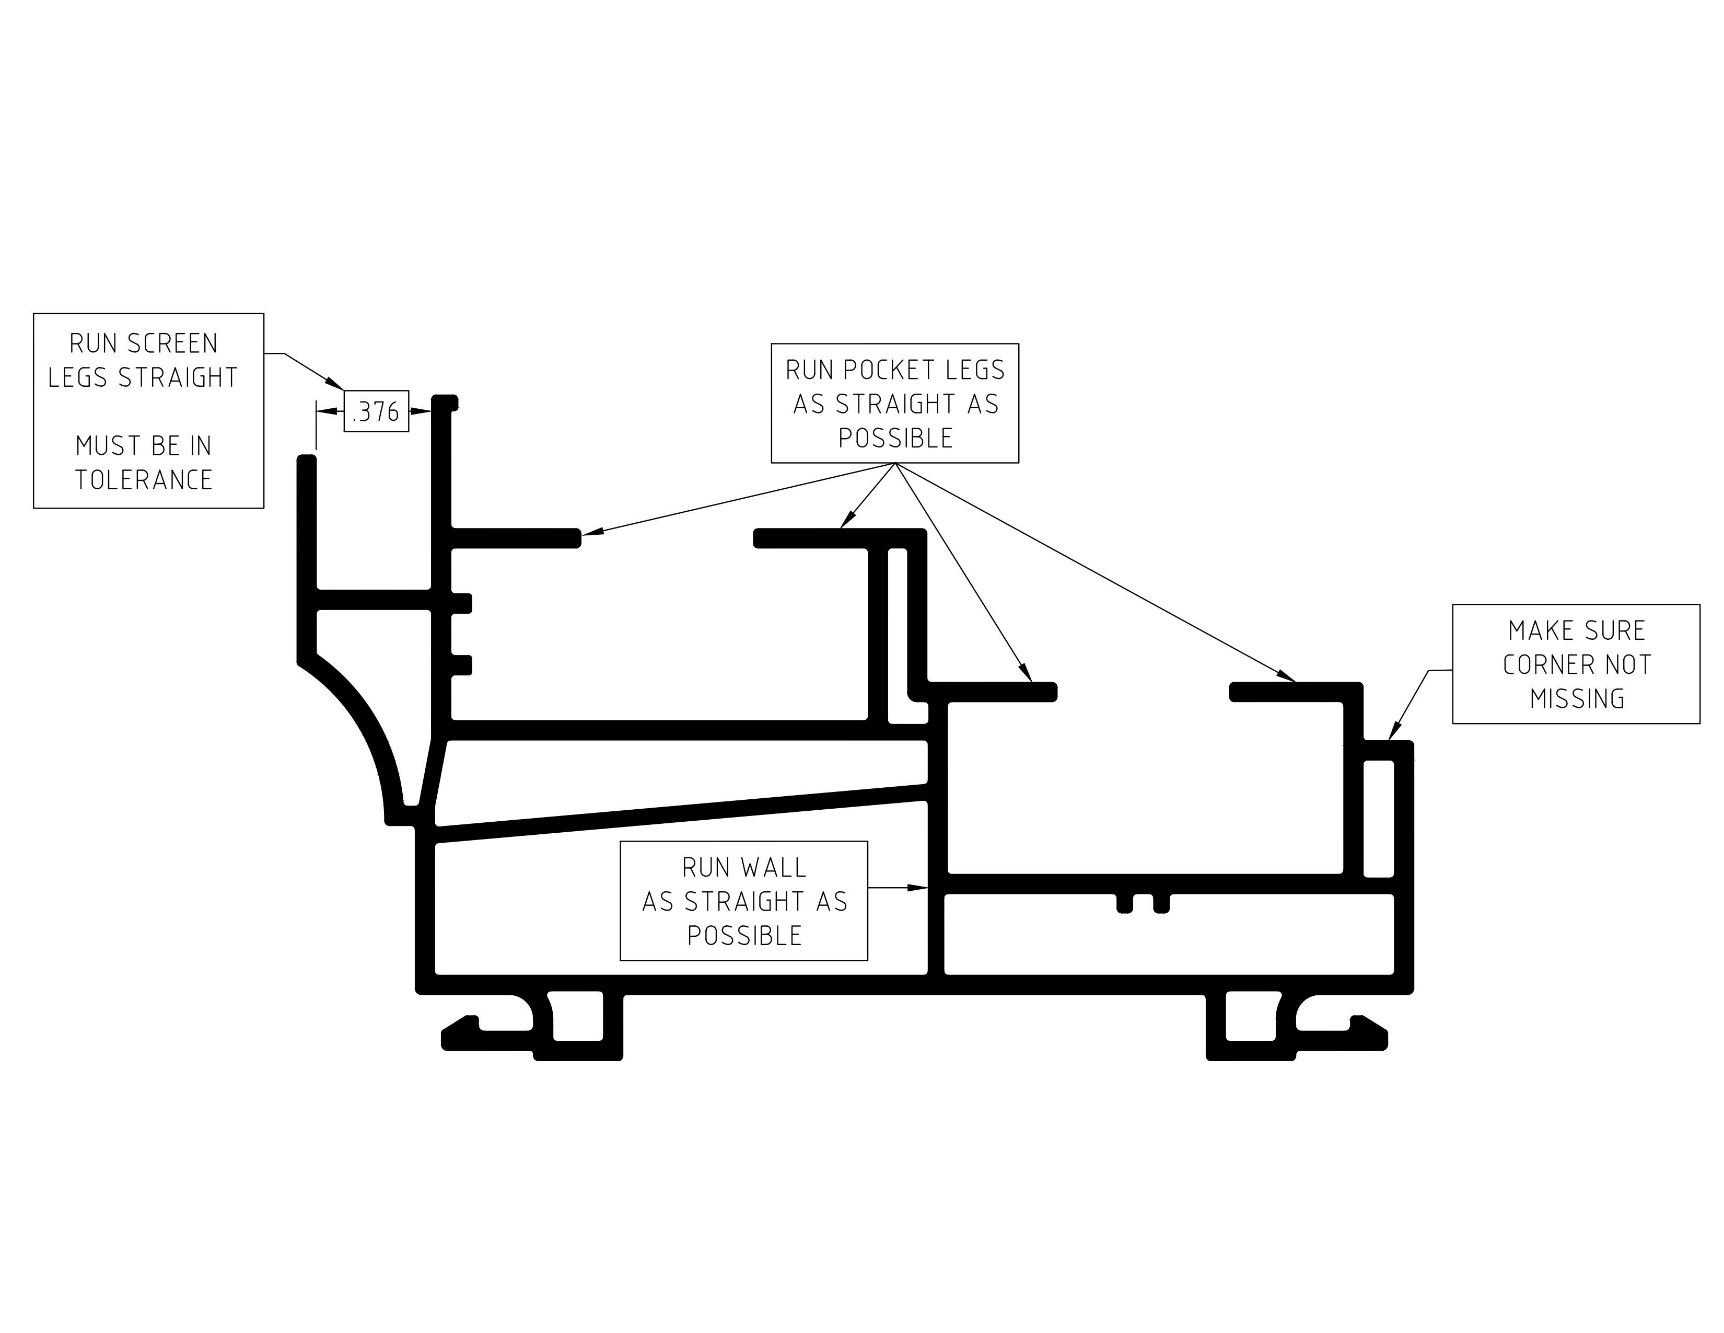 RUN SCREEN
LEGS STRAIGHT
MUST BE IN
TOLERANCE
.376
RUN POCKET LEGS
AS STRAIGHT AS
POSSIBLE
MAKE SURE
CORNER NOT
MISSING
RUN WALL
AS STRAIGHT AS
POSSIBLE